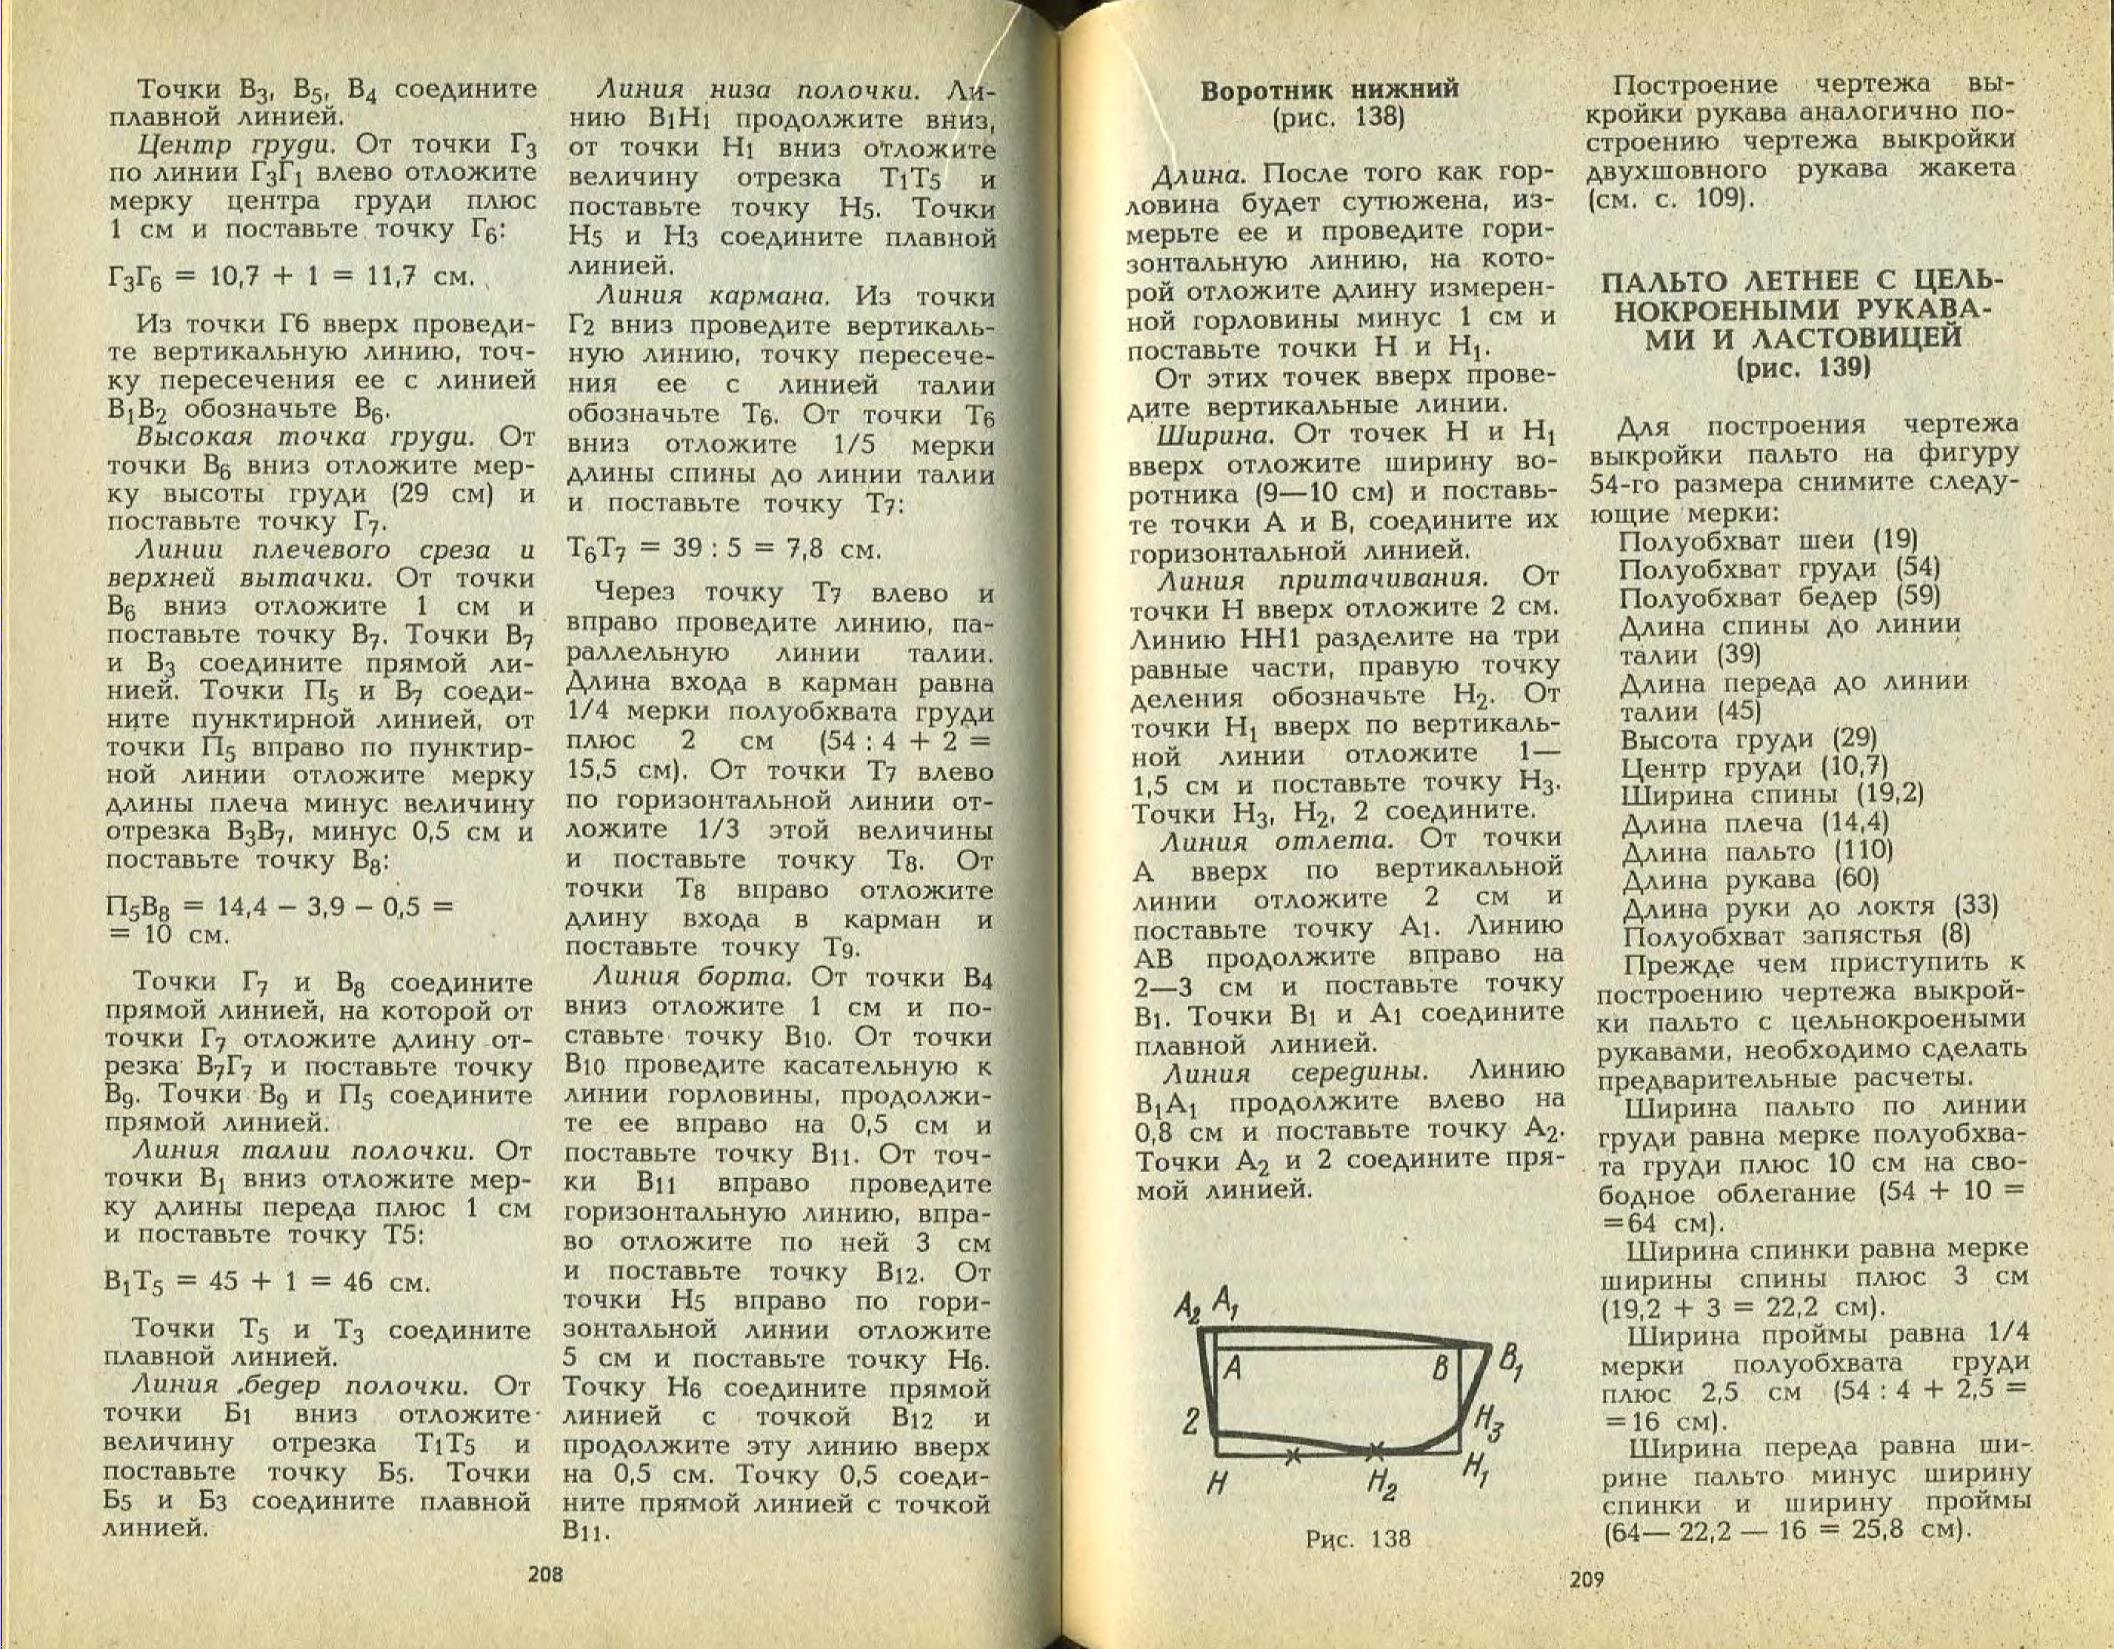 Точки В₃, В₅, В₄ соедините
плавной линией.
Центр груди. От точки Г₃
по линии Г₃Г₁ влево отложите
мерку центра груди плюс
1 см и поставьте точку Г₆:
Г₃Г₆ = 10,7 + 1 = 11,7 см.
Из точки Г6 вверх проведи-
те вертикальную линию, точ-
ку пересечения ее с линией
В₁В₂ обозначьте В₆.
Высокая точка груди. От
точки В₆ вниз отложите мер-
ку высоты груди (29 см) и
поставьте точку Г₇.
Линии плечевого среза и
верхней вытачки. От точки
В₆ вниз отложите 1 см и
поставьте точку В₇. Точки В₇
и В₃ соедините прямой ли-
нией. Точки П₅ и В₇ соеди-
ните пунктирной линией, от
точки П₅ вправо по пунктир-
ной линии отложите мерку
длины плеча минус величину
отрезка В₃В₇, минус 0,5 см и
поставьте точку В₈:
П₅В₈ = 14,4 − 3,9 − 0,5 =
= 10 см.
Точки Г₇ и В₈ соедините
прямой линией, на которой от
точки Г₇ отложите длину от-
резка В₇Г₇ и поставьте точку
В₉. Точки В₉ и П₅ соедините
прямой линией.
Линия талии полочки. От
точки В₁ вниз отложите мер-
ку длины переда плюс 1 см
и поставьте точку Т5:
В₁Т₅ = 45 + 1 = 46 см.
Точки Т₅ и Т₃ соедините
плавной линией.
Линия бедер полочки. От
точки Б₁ вниз отложите
величину отрезка Т₁Т₅ и
поставьте точку Б₅. Точки
Б₅ и Б₃ соедините плавной
линией.
Линия низа полочки. Ли-
нию В₁Н₁ продолжите вниз,
от точки Н₁ вниз отложите
величину отрезка Т₁Т₅ и
поставьте точку Н₅. Точки
Н₅ и Н₃ соедините плавной
линией.
Линия кармана. Из точки
Г₂ вниз проведите вертикаль-
ную линию, точку пересече-
ния ее с линией талии
обозначьте Т₆. От точки Т₆
вниз отложите 1/5 мерки
длины спины до линии талии
и поставьте точку Т₇:
Т₆Т₇ = 39 : 5 = 7,8 см.
Через точку Т₇ влево и
вправо проведите линию, па-
раллельную линии талии.
Длина входа в карман равна
1/4 мерки полуобхвата груди
плюс 2 см (54 : 4 + 2 =
15,5 см). От точки Т₇ влево
по горизонтальной линии от-
ложите 1/3 этой величины
и поставьте точку Т₈. От
точки Т₈ вправо отложите
длину входа в карман и
поставьте точку Т₉.
Линия борта. От точки В₄
вниз отложите 1 см и по-
ставьте точку В₁₀. От точки
В₁₀ проведите касательную к
линии горловины, продолжи-
те ее вправо на 0,5 см и
поставьте точку В₁₁. От точ-
ки В₁₁ вправо проведите
горизонтальную линию, впра-
во отложите по ней 3 см
и поставьте точку В₁₂. От
точки Н₅ вправо по гори-
зонтальной линии отложите
5 см и поставьте точку Н₆.
Точку Н₆ соедините прямой
линией с точкой В₁₂ и
продолжите эту линию вверх
на 0,5 см. Точку 0,5 соеди-
ните прямой линией с точкой
В₁₁.
208
Воротник нижний
(рис. 138)
Длина. После того как гор-
ловина будет сутюжена, из-
мерьте ее и проведите гори-
зонтальную линию, на кото-
рой отложите длину измерен-
ной горловины минус 1 см и
поставьте точки Н и Н₁.
От этих точек вверх прове-
дите вертикальные линии.
Ширина. От точек Н и Н₁
вверх отложите ширину во-
ротника (9—10 см) и поставь-
те точки А и В, соедините их
горизонтальной линией.
Линия притачивания. От
точки Н вверх отложите 2 см.
Линию НН1 разделите на три
равные части, правую точку
деления обозначьте Н₂. От
точки Н₁ вверх по вертикаль-
ной линии отложите 1—
1,5 см и поставьте точку Н₃.
Точки Н₃, Н₂, 2 соедините.
Линия отлета. От точки
А вверх по вертикальной
линии отложите 2 см и
поставьте точку А₁. Линию
АВ продолжите вправо на
2—3 см и поставьте точку
В₁. Точки В₁ и А₁ соедините
плавной линией.
Линия середины. Линию
В₁А₁ продолжите влево на
0,8 см и поставьте точку А₂.
Точки А₂ и 2 соедините пря-
мой линией.
А₂ А₁
А В В₁
2 Н₃
Н Н₂ Н₁
Рис. 138
Построение чертежа вы-
кройки рукава аналогично по-
строению чертежа выкройки
двухшовного рукава жакета
(см. с. 109).
ПАЛЬТО ЛЕТНЕЕ С ЦЕЛЬ-
НОКРОЕНЫМИ РУКАВА-
МИ И ЛАСТОВИЦЕЙ
(рис. 139)
Для построения чертежа
выкройки пальто на фигуру
54-го размера снимите следу-
ющие мерки:
Полуобхват шеи (19)
Полуобхват груди (54)
Полуобхват бедер (59)
Длина спины до линии
талии (39)
Длина переда до линии
талии (45)
Высота груди (29)
Центр груди (10,7)
Ширина спины (19,2)
Длина плеча (14,4)
Длина пальто (110)
Длина рукава (60)
Длина руки до локтя (33)
Полуобхват запястья (8)
Прежде чем приступить к
построению чертежа выкрой-
ки пальто с цельнокроеными
рукавами, необходимо сделать
предварительные расчеты.
Ширина пальто по линии
груди равна мерке полуобхва-
та груди плюс 10 см на сво-
бодное облегание (54 + 10 =
=64 см).
Ширина спинки равна мерке
ширины спины плюс 3 см
(19,2 + 3 = 22,2 см).
Ширина проймы равна 1/4
мерки полуобхвата груди
плюс 2,5 см (54 : 4 + 2,5 =
=16 см).
Ширина переда равна ши-
рине пальто минус ширину
спинки и ширину проймы
(64— 22,2 — 16 = 25,8 см).
209